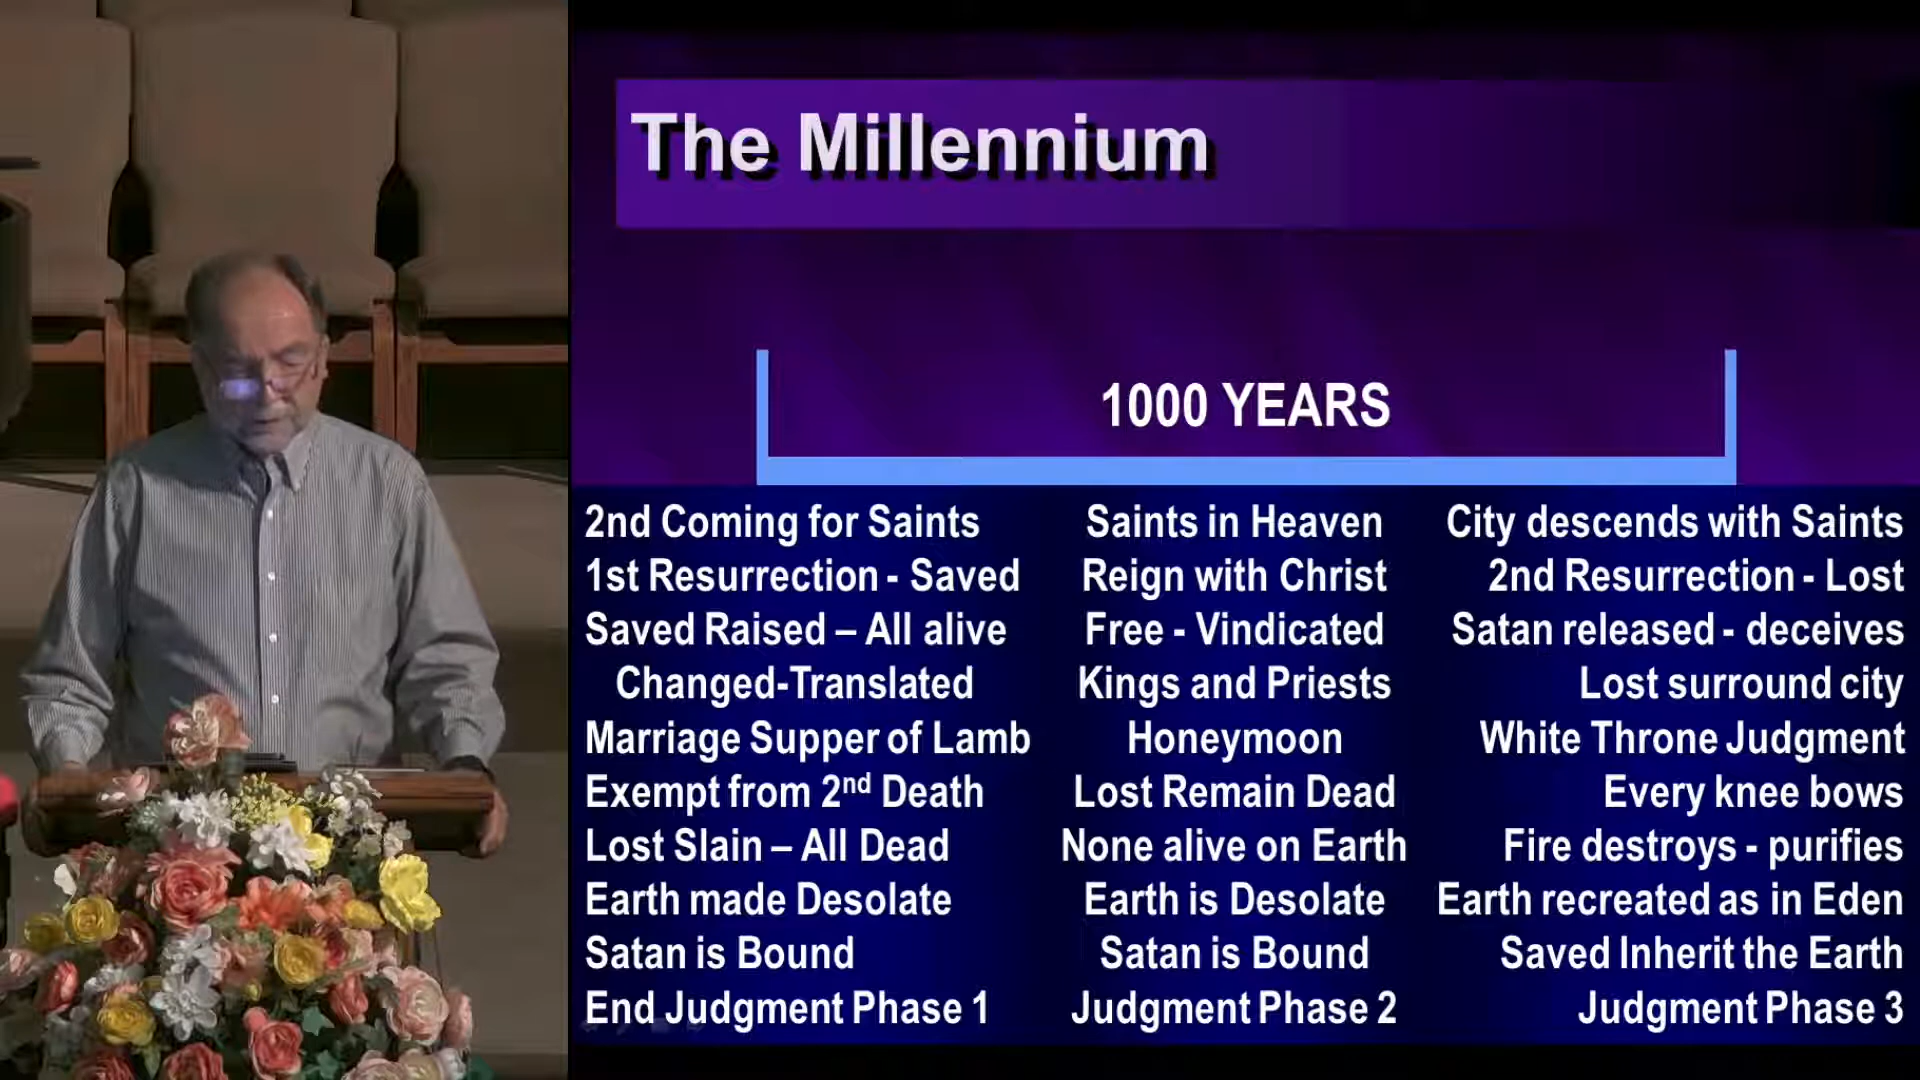 The Millennium
1000 YEARS
2nd Coming for Saints
1st Resurrection - Saved
Saved Raised – All alive
Changed-Translated
Marriage Supper of Lamb
Exempt from 2nd Death
Lost Slain – All Dead
Earth made Desolate
Satan is Bound
End Judgment Phase 1
Saints in Heaven
Reign with Christ
Free - Vindicated
Kings and Priests
Honeymoon
Lost Remain Dead
None alive on Earth
Earth is Desolate
Satan is Bound
Judgment Phase 2
City descends with Saints
2nd Resurrection - Lost
Satan released - deceives
Lost surround city
White Throne Judgment
Every knee bows
Fire destroys - purifies
Earth recreated as in Eden
Saved Inherit the Earth
Judgment Phase 3